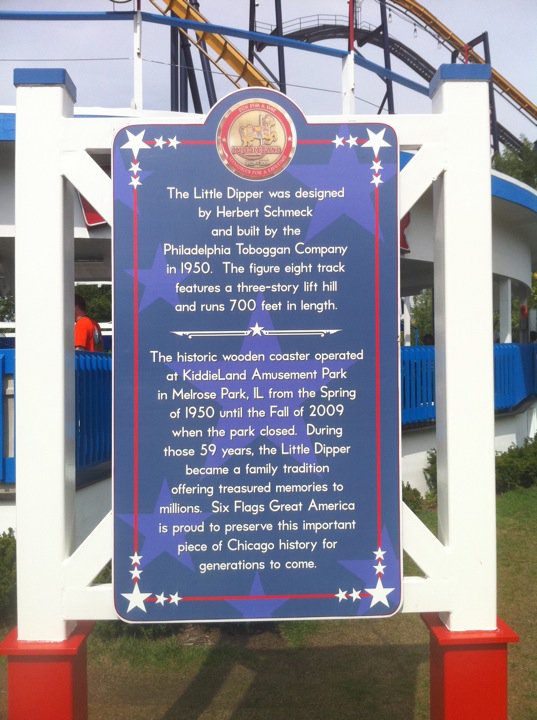 The Little Dipper was designed
by Herbert Schmeck
and built by the
Philadelphia Toboggan Company
in 1950. The figure eight track
features a three-story lift hill
and runs 700 feet in length.
The historic wooden coaster operated
at KiddieLand Amusement Park
in Melrose Park, IL from the Spring
of 1950 until the Fall of 2009
when the park closed. During
those 59 years, the Little Dipper
became a family tradition
offering treasured memories to
millions. Six Flags Great America
is proud to preserve this important
piece of Chicago history for
generations to come.